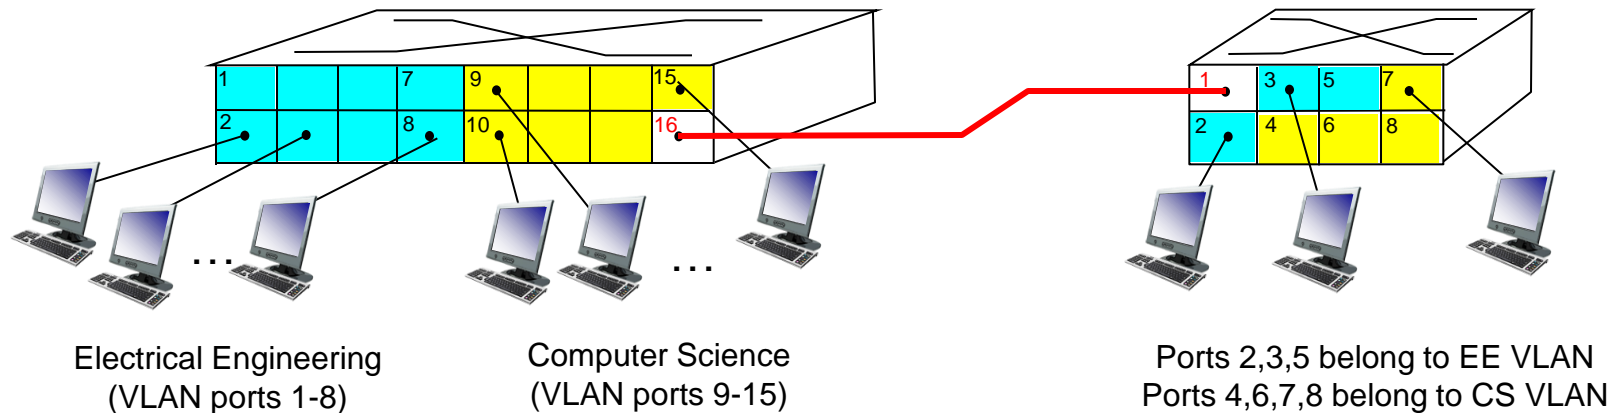 1 7 9 15
2 8 10 16
1 3 5 7
2 4 6 8
...
...
Electrical Engineering
(VLAN ports 1-8)
Computer Science
(VLAN ports 9-15)
Ports 2,3,5 belong to EE VLAN
Ports 4,6,7,8 belong to CS VLAN